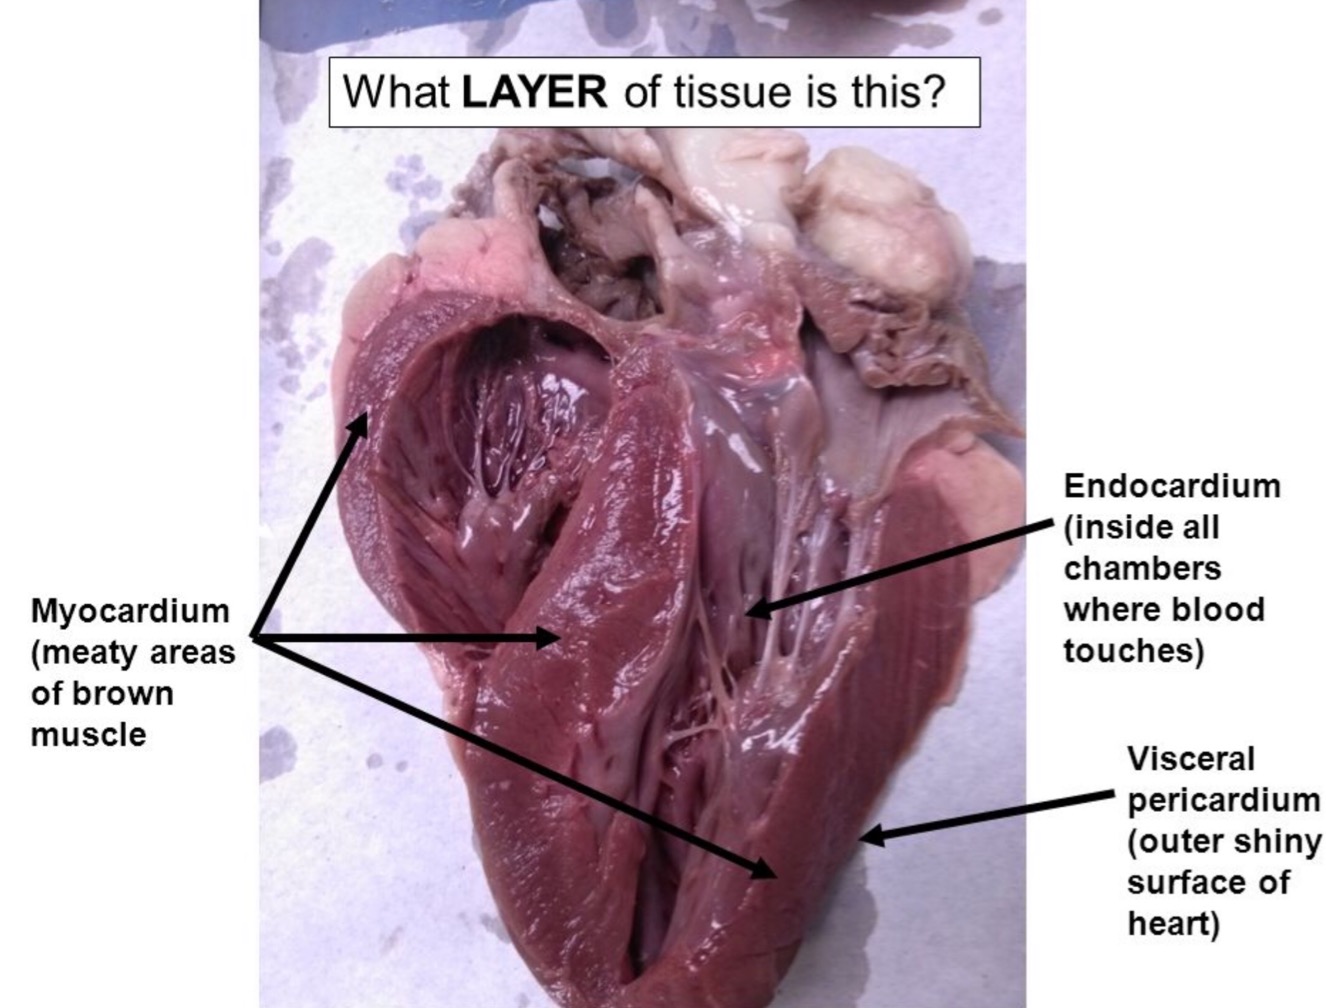 What LAYER of tissue is this?
Myocardium
(meaty areas
of brown
muscle
Endocardium
(inside all
chambers
where blood
touches)
Visceral
pericardium
(outer shiny
surface of
heart)